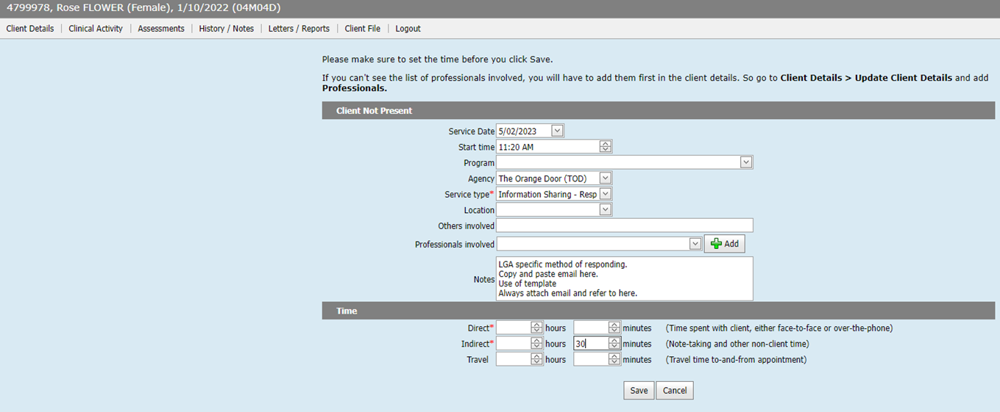 4799978, Rose FLOWER (Female), 1/10/2022 (04M04D)
Client Details | Clinical Activity | Assessments | History / Notes | Letters / Reports | Client File | Logout
Please make sure to set the time before you click Save.
If you can't see the list of professionals involved, you will have to add them first in the client details. So go to Client Details > Update Client Details and add
Professionals.
Client Not Present
Service Date 5/02/2023
Start time 11:20 AM
Program
Agency The Orange Door (TOD)
Service type* Information Sharing - Resp
Location
Others involved
Professionals involved Add
Notes
LGA specific method of responding.
Copy and paste email here.
Use of template
Always attach email and refer to here.
Time
Direct* hours minutes (Time spent with client, either face-to-face or over-the-phone)
Indirect* hours 30 minutes (Note-taking and other non-client time)
Travel hours minutes (Travel time to-and-from appointment)
Save Cancel